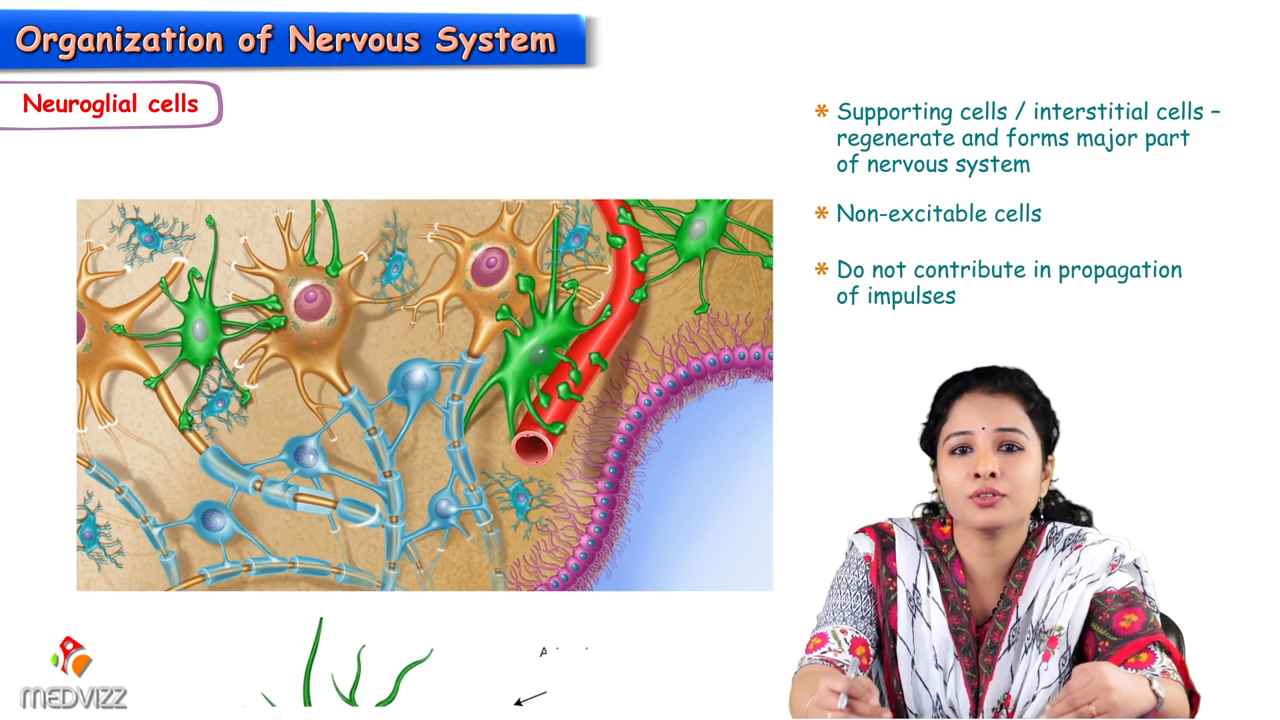 Organization of Nervous System
Neuroglial cells
* Supporting cells / interstitial cells –
regenerate and forms major part
of nervous system
* Non-excitable cells
* Do not contribute in propagation
of impulses
MEDVIZZ